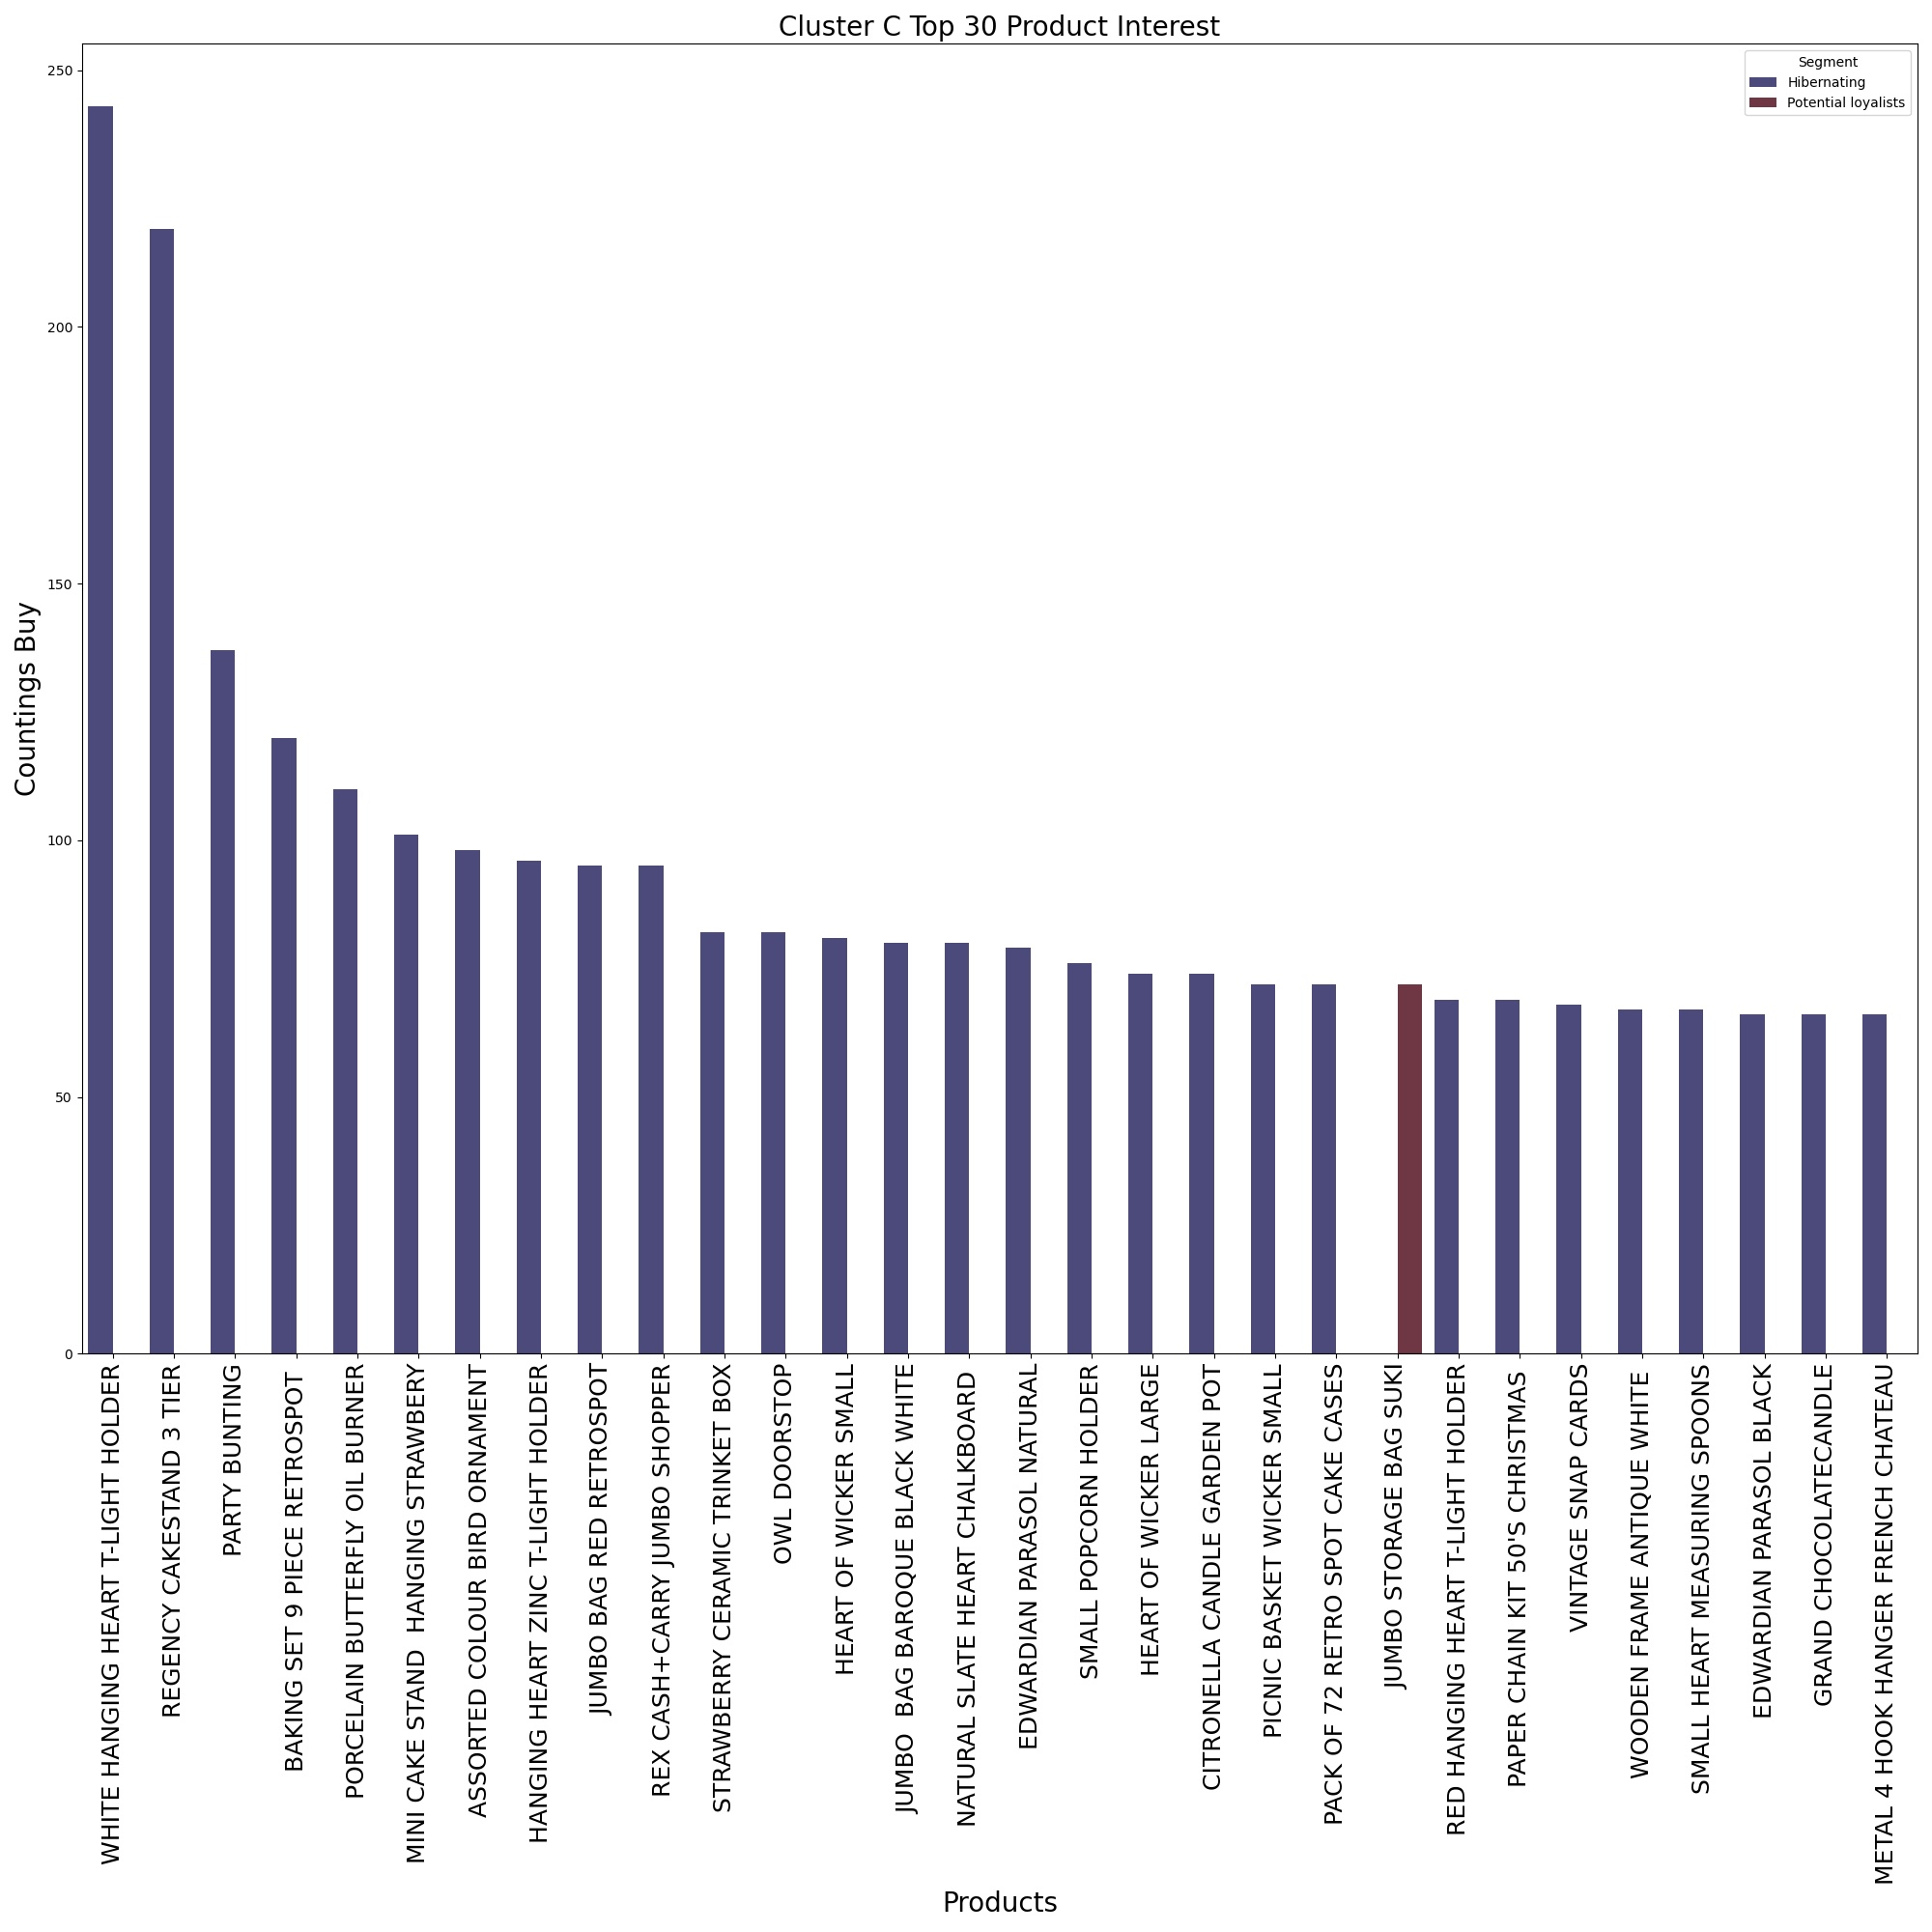 Cluster C Top 30 Product Interest
Segment
Hibernating
Potential loyalists
250
200
150
100
50
0
Countings Buy
WHITE HANGING HEART T-LIGHT HOLDER
REGENCY CAKESTAND 3 TIER
PARTY BUNTING
BAKING SET 9 PIECE RETROSPOT
PORCELAIN BUTTERFLY OIL BURNER
MINI CAKE STAND  HANGING STRAWBERY
ASSORTED COLOUR BIRD ORNAMENT
HANGING HEART ZINC T-LIGHT HOLDER
JUMBO BAG RED RETROSPOT
REX CASH+CARRY JUMBO SHOPPER
STRAWBERRY CERAMIC TRINKET BOX
OWL DOORSTOP
HEART OF WICKER SMALL
JUMBO  BAG BAROQUE BLACK WHITE
NATURAL SLATE HEART CHALKBOARD
EDWARDIAN PARASOL NATURAL
SMALL POPCORN HOLDER
HEART OF WICKER LARGE
CITRONELLA CANDLE GARDEN POT
PICNIC BASKET WICKER SMALL
PACK OF 72 RETRO SPOT CAKE CASES
JUMBO STORAGE BAG SUKI
RED HANGING HEART T-LIGHT HOLDER
PAPER CHAIN KIT 50'S CHRISTMAS
VINTAGE SNAP CARDS
WOODEN FRAME ANTIQUE WHITE
SMALL HEART MEASURING SPOONS
EDWARDIAN PARASOL BLACK
GRAND CHOCOLATECANDLE
METAL 4 HOOK HANGER FRENCH CHATEAU
Products